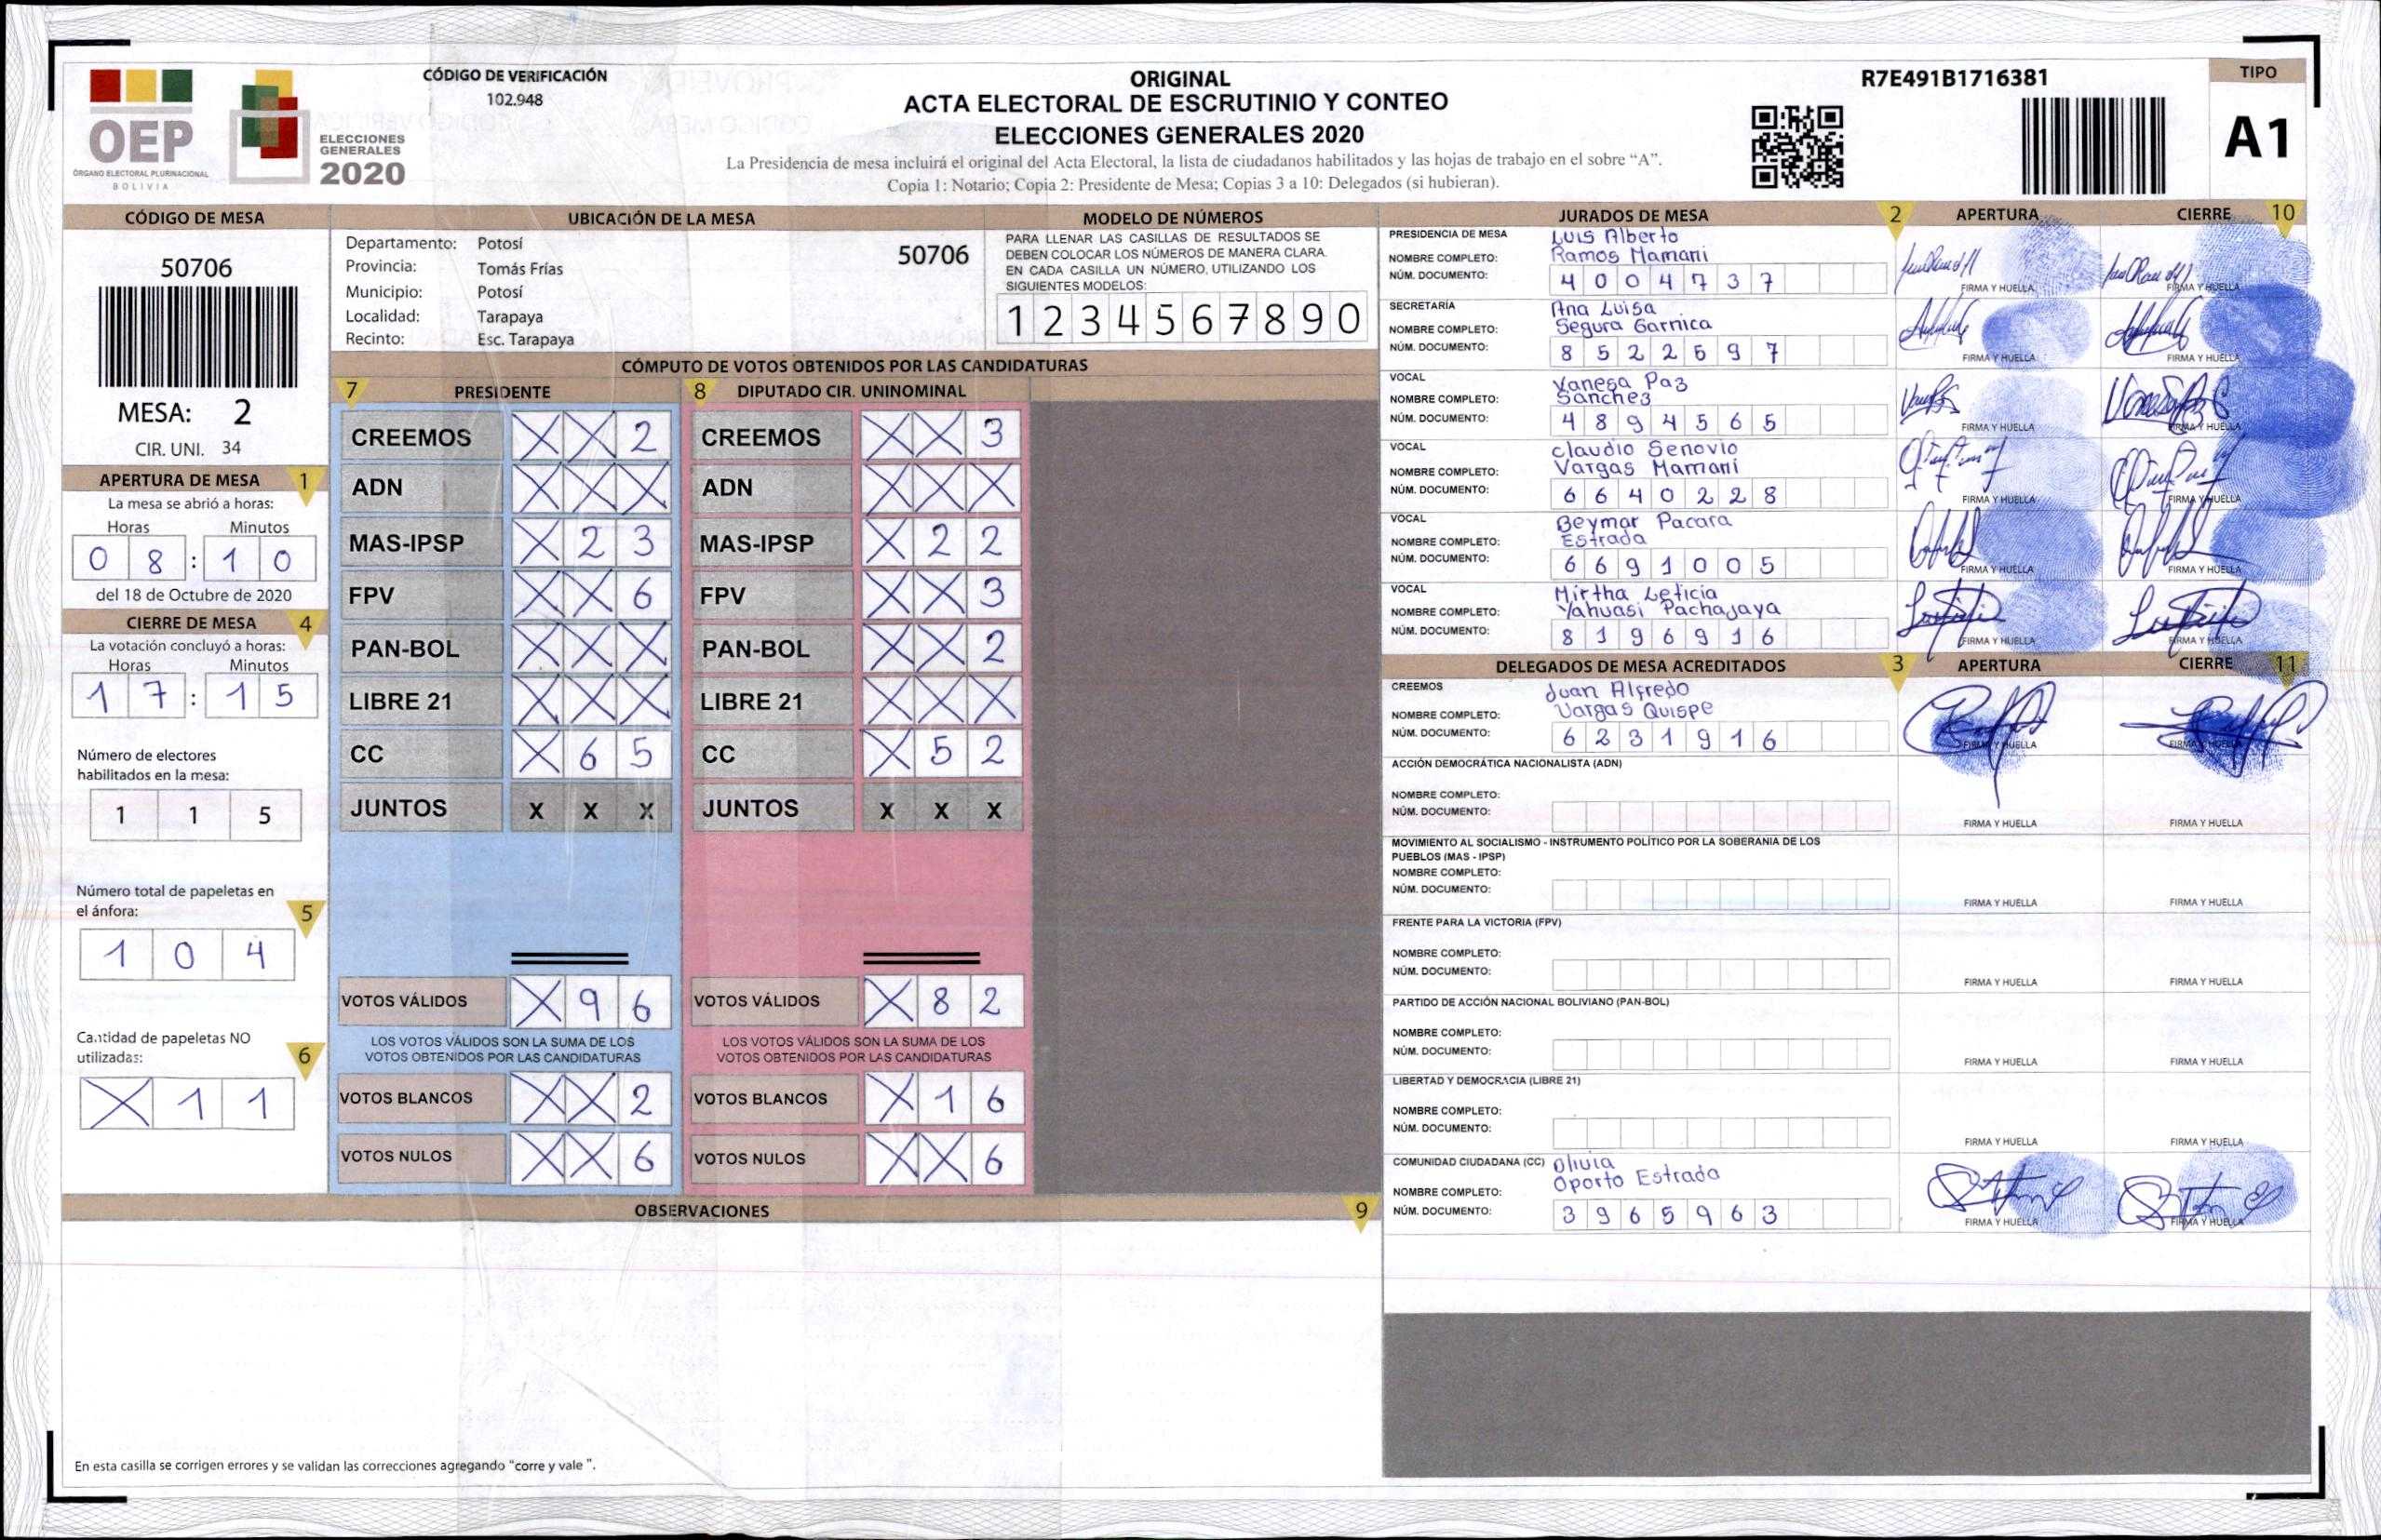 OEP
ÓRGANO ELECTORAL PLURINACIONAL
BOLIVIA
ELECCIONES
GENERALES
2020
CÓDIGO DE VERIFICACIÓN
102.948
ORIGINAL
ACTA ELECTORAL DE ESCRUTINIO Y CONTEO
ELECCIONES GENERALES 2020
La Presidencia de mesa incluirá el original del Acta Electoral, la lista de ciudadanos habilitados y las hojas de trabajo en el sobre “A”.
Copia 1: Notario; Copia 2: Presidente de Mesa; Copias 3 a 10: Delegados (si hubieran).
R7E491B1716381
TIPO
A1
CÓDIGO DE MESA
50706
MESA: 2
CIR. UNI. 34
APERTURA DE MESA 1
La mesa se abrió a horas:
Horas Minutos
0 8 : 1 0
del 18 de Octubre de 2020
CIERRE DE MESA 4
La votación concluyó a horas:
Horas Minutos
1 7 : 1 5
Número de electores
habilitados en la mesa:
1 1 5
Número total de papeletas en
el ánfora: 5
1 0 4
Cantidad de papeletas NO
utilizadas: 6
X 1 1
UBICACIÓN DE LA MESA
Departamento: Potosí 50706
Provincia: Tomás Frías
Municipio: Potosí
Localidad: Tarapaya
Recinto: Esc. Tarapaya
MODELO DE NÚMEROS
PARA LLENAR LAS CASILLAS DE RESULTADOS SE
DEBEN COLOCAR LOS NÚMEROS DE MANERA CLARA.
EN CADA CASILLA UN NÚMERO, UTILIZANDO LOS
SIGUIENTES MODELOS:
1 2 3 4 5 6 7 8 9 0
CÓMPUTO DE VOTOS OBTENIDOS POR LAS CANDIDATURAS
7 PRESIDENTE
CREEMOS X X 2
ADN X X X
MAS-IPSP X 2 3
FPV X X 6
PAN-BOL X X X
LIBRE 21 X X X
CC X 6 5
JUNTOS X X X
VOTOS VÁLIDOS X 9 6
LOS VOTOS VÁLIDOS SON LA SUMA DE LOS
VOTOS OBTENIDOS POR LAS CANDIDATURAS
VOTOS BLANCOS X X 2
VOTOS NULOS X X 6
8 DIPUTADO CIR. UNINOMINAL
CREEMOS X X 3
ADN X X X
MAS-IPSP X 2 2
FPV X X 3
PAN-BOL X X 2
LIBRE 21 X X X
CC X 5 2
JUNTOS X X X
VOTOS VÁLIDOS X 8 2
LOS VOTOS VÁLIDOS SON LA SUMA DE LOS
VOTOS OBTENIDOS POR LAS CANDIDATURAS
VOTOS BLANCOS X 1 6
VOTOS NULOS X X 6
OBSERVACIONES 9
En esta casilla se corrigen errores y se validan las correcciones agregando “corre y vale ”.
JURADOS DE MESA 2 APERTURA CIERRE 10
PRESIDENCIA DE MESA Luis Alberto
NOMBRE COMPLETO: Ramos Mamani
NÚM. DOCUMENTO: 4 0 0 4 7 3 7
FIRMA Y HUELLA FIRMA Y HUELLA
SECRETARÍA Ana Luisa
NOMBRE COMPLETO: Segura Garnica
NÚM. DOCUMENTO: 8 5 2 2 6 9 7
FIRMA Y HUELLA FIRMA Y HUELLA
VOCAL Vanesa Paz
NOMBRE COMPLETO: Sanchez
NÚM. DOCUMENTO: 4 8 9 4 5 6 5
FIRMA Y HUELLA FIRMA Y HUELLA
VOCAL claudio Senovio
NOMBRE COMPLETO: Vargas Mamani
NÚM. DOCUMENTO: 6 6 4 0 2 2 8
FIRMA Y HUELLA FIRMA Y HUELLA
VOCAL Beymar Pacara
NOMBRE COMPLETO: Estrada
NÚM. DOCUMENTO: 6 6 9 1 0 0 5
FIRMA Y HUELLA FIRMA Y HUELLA
VOCAL Mirtha Leticia
NOMBRE COMPLETO: Yahuasi Pachajaya
NÚM. DOCUMENTO: 8 1 9 6 9 1 6
FIRMA Y HUELLA FIRMA Y HUELLA
DELEGADOS DE MESA ACREDITADOS 3 APERTURA CIERRE 11
CREEMOS Juan Alfredo
NOMBRE COMPLETO: Vargas Quispe
NÚM. DOCUMENTO: 6 2 3 1 9 1 6
FIRMA Y HUELLA FIRMA Y HUELLA
ACCIÓN DEMOCRÁTICA NACIONALISTA (ADN)
NOMBRE COMPLETO:
NÚM. DOCUMENTO:
FIRMA Y HUELLA FIRMA Y HUELLA
MOVIMIENTO AL SOCIALISMO - INSTRUMENTO POLÍTICO POR LA SOBERANIA DE LOS
PUEBLOS (MAS - IPSP)
NOMBRE COMPLETO:
NÚM. DOCUMENTO:
FIRMA Y HUELLA FIRMA Y HUELLA
FRENTE PARA LA VICTORIA (FPV)
NOMBRE COMPLETO:
NÚM. DOCUMENTO:
FIRMA Y HUELLA FIRMA Y HUELLA
PARTIDO DE ACCIÓN NACIONAL BOLIVIANO (PAN-BOL)
NOMBRE COMPLETO:
NÚM. DOCUMENTO:
FIRMA Y HUELLA FIRMA Y HUELLA
LIBERTAD Y DEMOCRACIA (LIBRE 21)
NOMBRE COMPLETO:
NÚM. DOCUMENTO:
FIRMA Y HUELLA FIRMA Y HUELLA
COMUNIDAD CIUDADANA (CC) Olivia
NOMBRE COMPLETO: Oporto Estrada
NÚM. DOCUMENTO: 3 9 6 5 9 6 3
FIRMA Y HUELLA FIRMA Y HUELLA